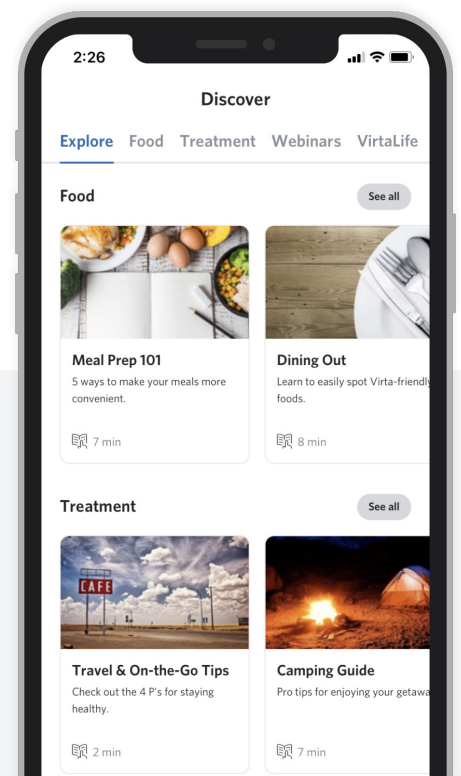 2:26
Discover
Explore Food Treatment Webinars VirtaLife
Food See all
Meal Prep 101
5 ways to make your meals more
convenient.
7 min
Dining Out
Learn to easily spot Virta-friendly
foods.
8 min
Treatment See all
CAFE
Travel & On-the-Go Tips
Check out the 4 P's for staying
healthy.
2 min
Camping Guide
Pro tips for enjoying your
7 min